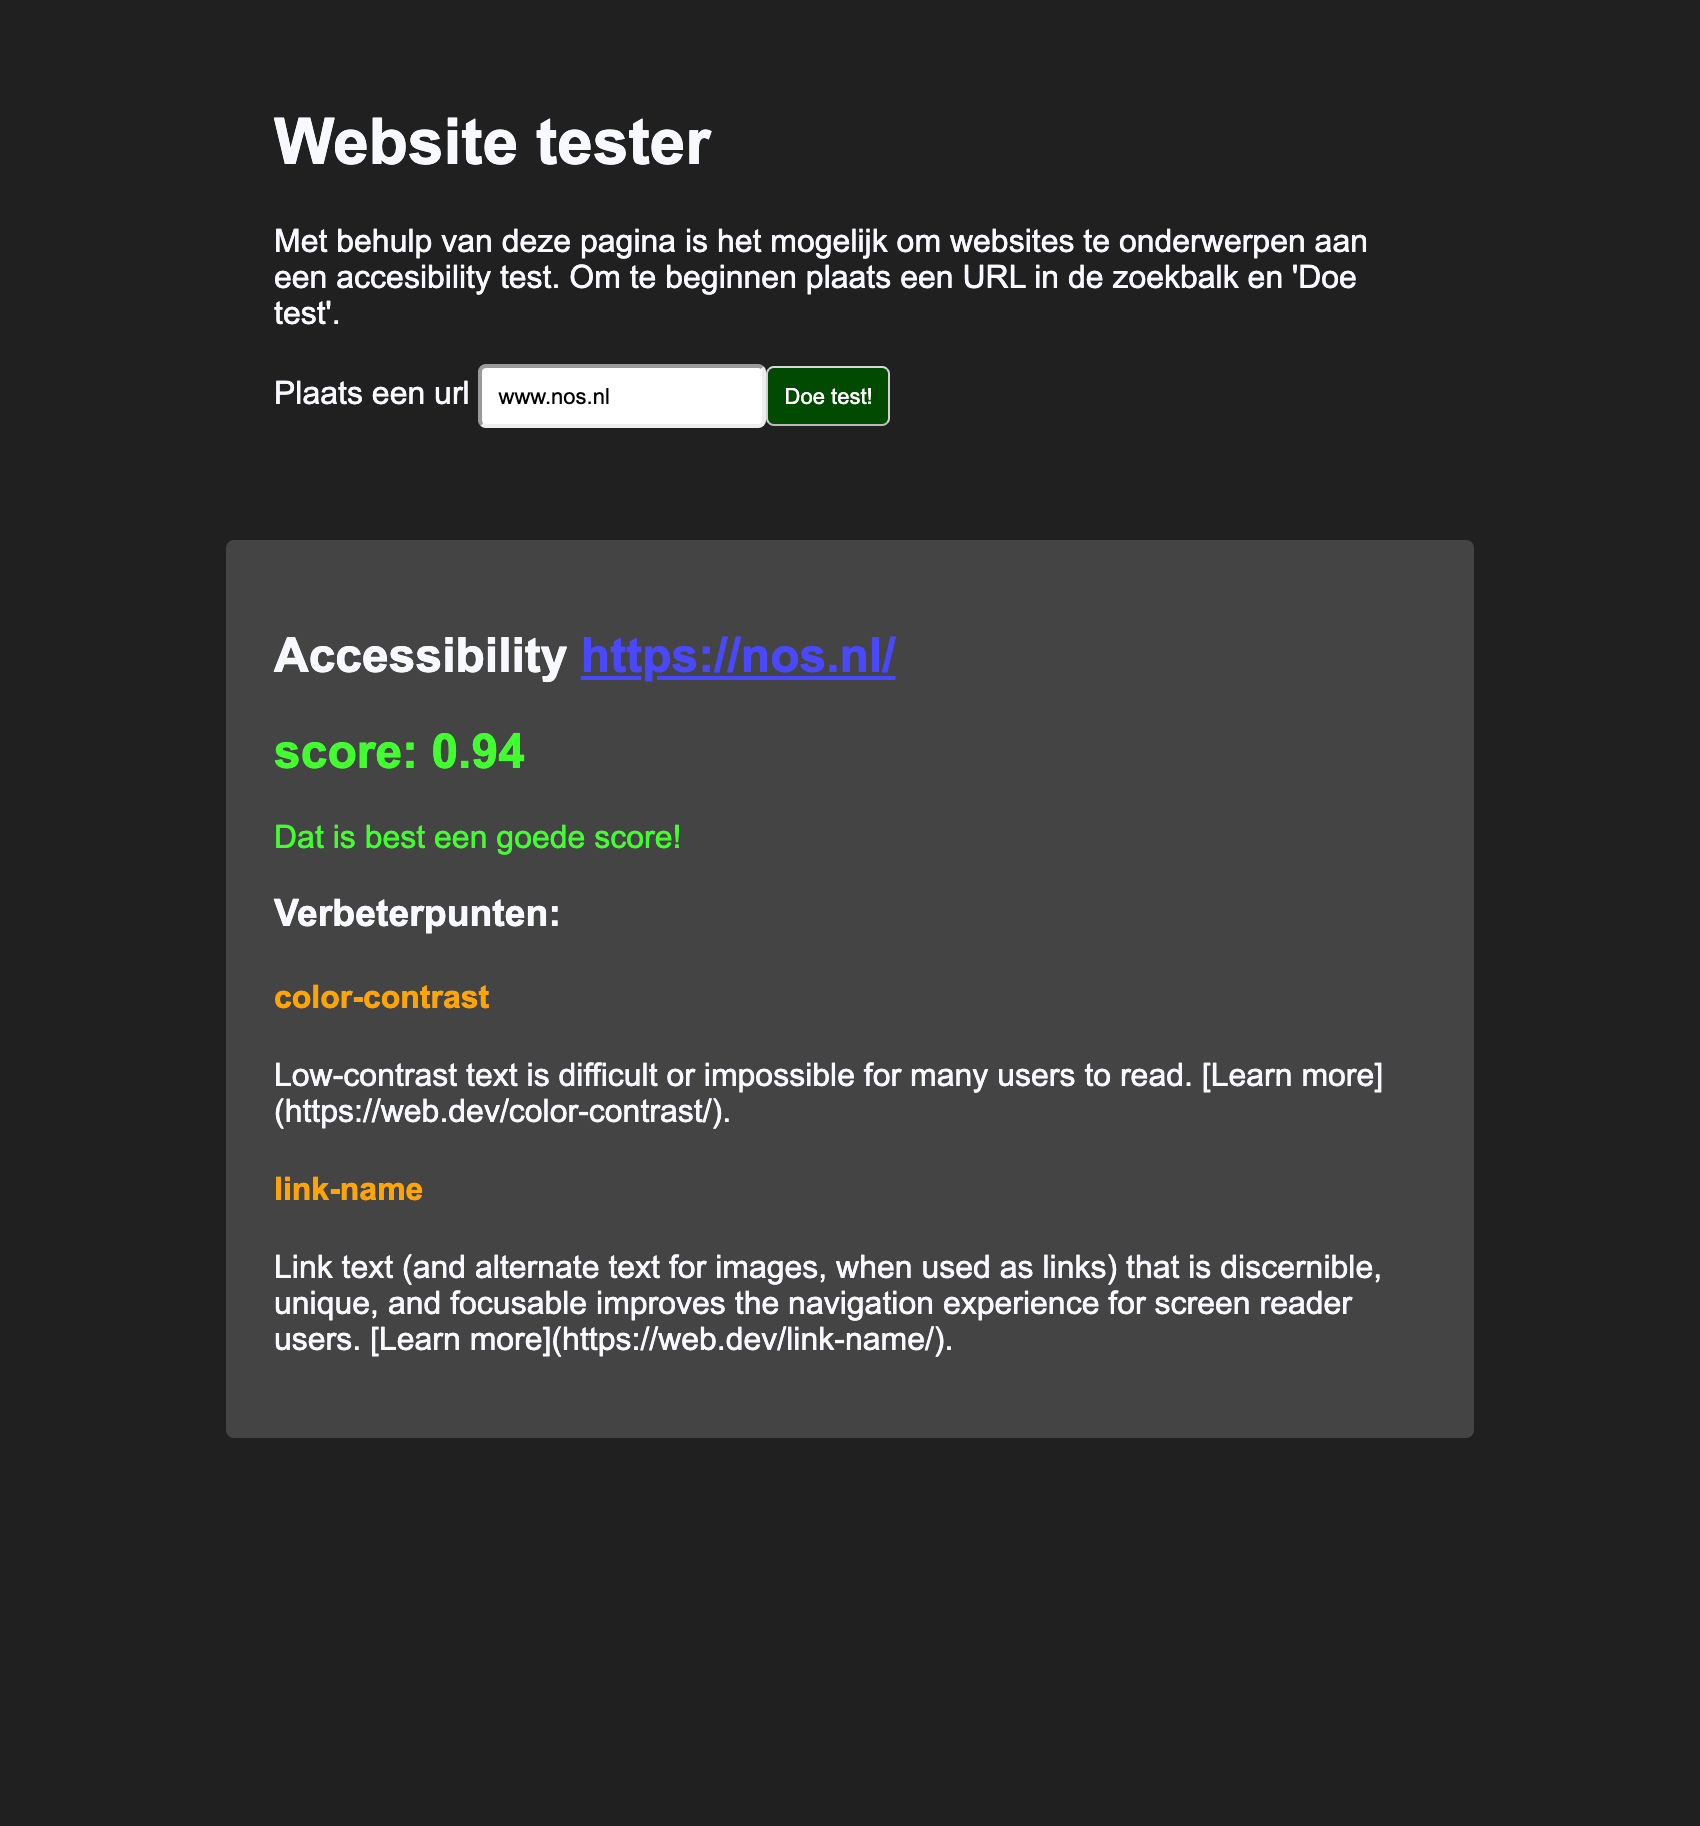 Website tester
Met behulp van deze pagina is het mogelijk om websites te onderwerpen aan
een accesibility test. Om te beginnen plaats een URL in de zoekbalk en 'Doe
test'.
Plaats een url www.nos.nl Doe test!
Accessibility https://nos.nl/
score: 0.94
Dat is best een goede score!
Verbeterpunten:
color-contrast
Low-contrast text is difficult or impossible for many users to read. [Learn more]
(https://web.dev/color-contrast/).
link-name
Link text (and alternate text for images, when used as links) that is discernible,
unique, and focusable improves the navigation experience for screen reader
users. [Learn more](https://web.dev/link-name/).